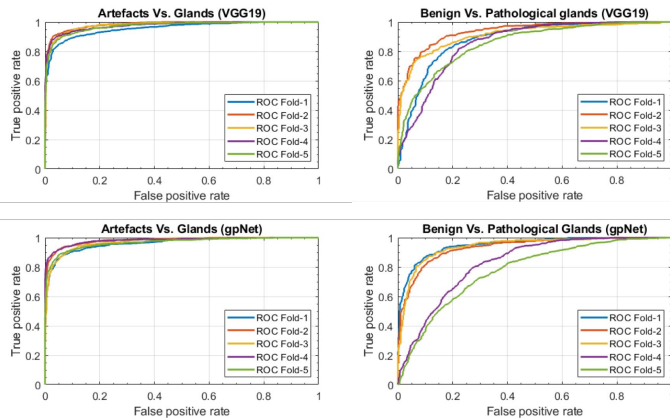 Artefacts Vs. Glands (VGG19)
True positive rate
1
0.8
0.6
0.4
0.2
0
ROC Fold-1
ROC Fold-2
ROC Fold-3
ROC Fold-4
ROC Fold-5
0 0.2 0.4 0.6 0.8 1
False positive rate
Benign Vs. Pathological glands (VGG19)
True positive rate
1
0.8
0.6
0.4
0.2
0
ROC Fold-1
ROC Fold-2
ROC Fold-3
ROC Fold-4
ROC Fold-5
0 0.2 0.4 0.6 0.8 1
False positive rate
Artefacts Vs. Glands (gpNet)
True positive rate
1
0.8
0.6
0.4
0.2
0
ROC Fold-1
ROC Fold-2
ROC Fold-3
ROC Fold-4
ROC Fold-5
0 0.2 0.4 0.6 0.8 1
False positive rate
Benign Vs. Pathological Glands (gpNet)
True positive rate
1
0.8
0.6
0.4
0.2
0
ROC Fold-1
ROC Fold-2
ROC Fold-3
ROC Fold-4
ROC Fold-5
0 0.2 0.4 0.6 0.8 1
False positive rate